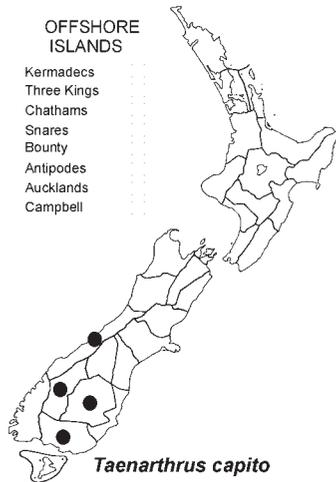 OFFSHORE
ISLANDS
Kermadecs
Three Kings
Chathams
Snares
Bounty
Antipodes
Aucklands
Campbell
Taenarthrus capito